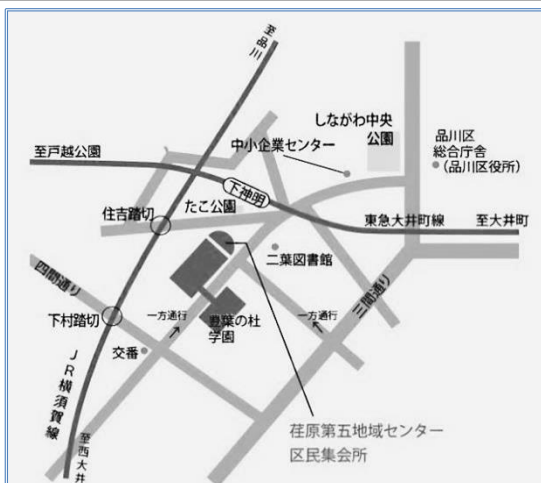 至品川
しながわ中央
公園
品川区
総合庁舎
(品川区役所)
中小企業センター
至戸越公園
下神明
たこ公園
住吉踏切
東急大井町線
至大井町
二葉図書館
四間通り
三間通り
下村踏切
一方通行
一方通行
豊葉の杜
学園
交番
JR横須賀線
至西大井
荏原第五地域センター
区民集会所